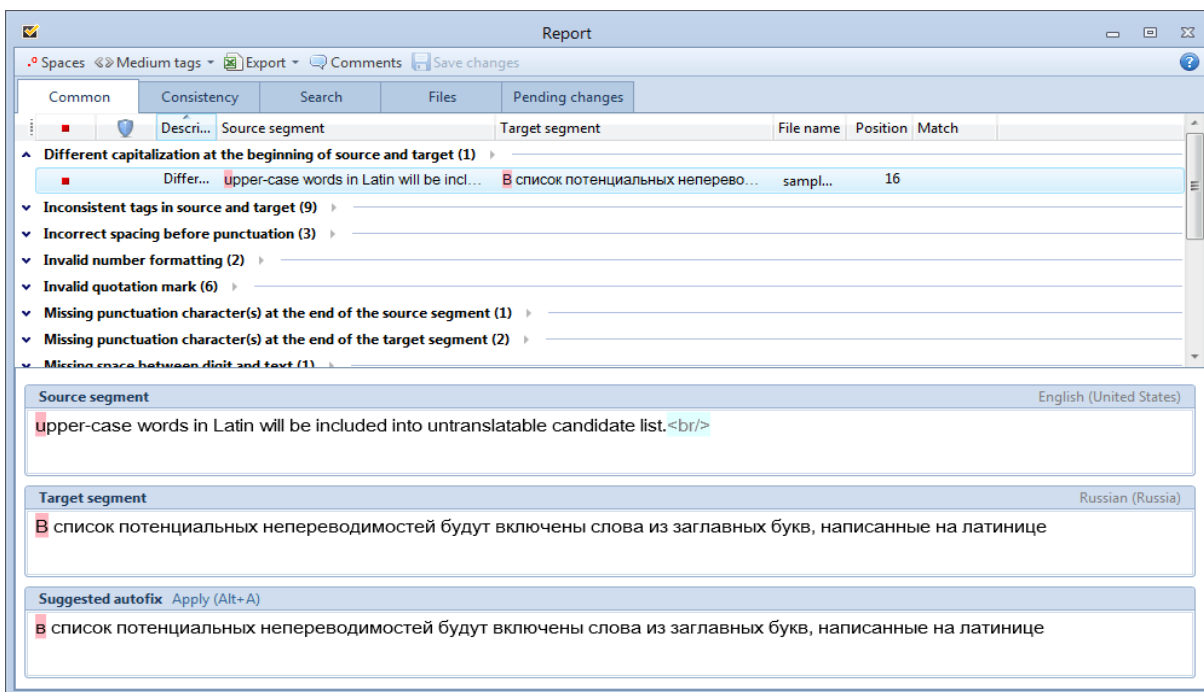 Report
Spaces Medium tags Export Comments Save changes
Common Consistency Search Files Pending changes
Descri... Source segment Target segment File name Position Match
Different capitalization at the beginning of source and target (1)
Differ... upper-case words in Latin will be incl... В список потенциальных неперево... sampl... 16
Inconsistent tags in source and target (9)
Incorrect spacing before punctuation (3)
Invalid number formatting (2)
Invalid quotation mark (6)
Missing punctuation character(s) at the end of the source segment (1)
Missing punctuation character(s) at the end of the target segment (2)
Missing space between digit and text (1)
Source segment English (United States)
upper-case words in Latin will be included into untranslatable candidate list.<br/>
Target segment Russian (Russia)
В список потенциальных непереводимостей будут включены слова из заглавных букв, написанные на латинице
Suggested autofix Apply (Alt+A)
в список потенциальных непереводимостей будут включены слова из заглавных букв, написанные на латинице